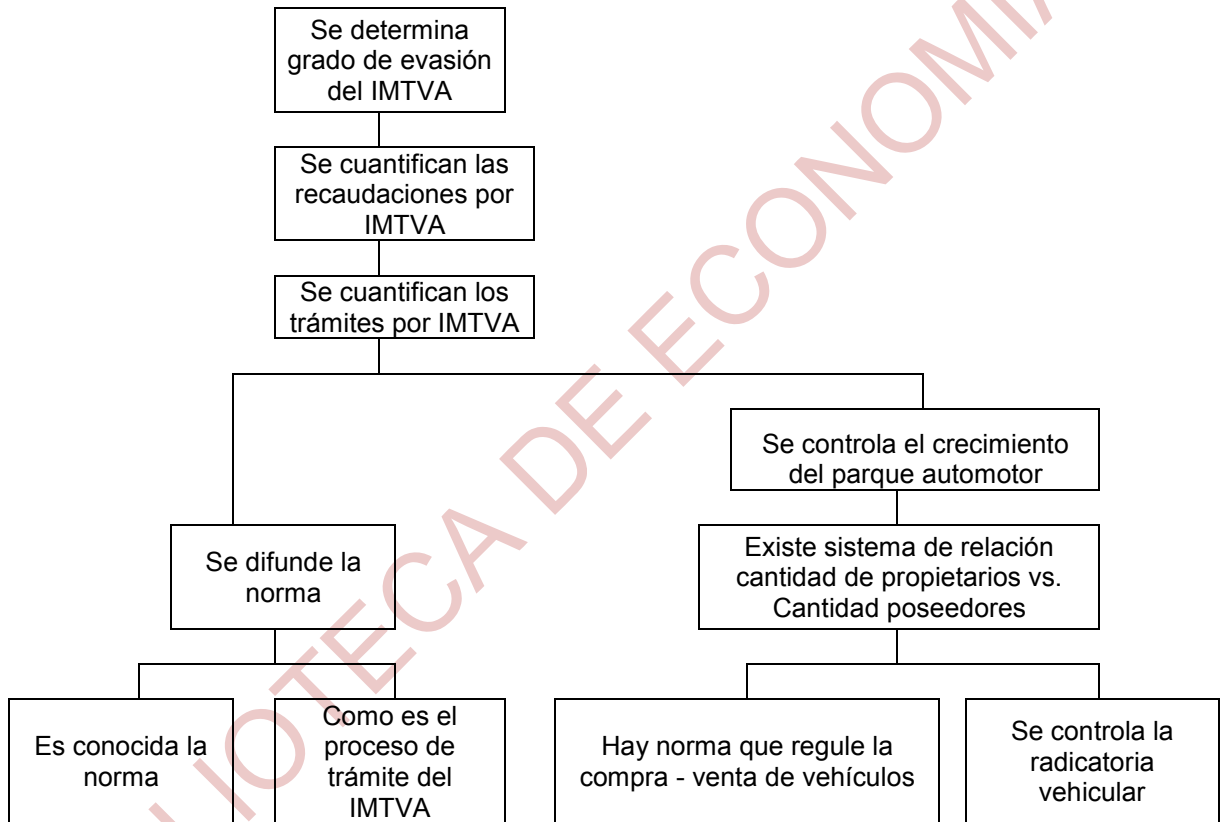 Se determina
grado de evasión
del IMTVA
Se cuantifican las
recaudaciones por
IMTVA
Se cuantifican los
trámites por IMTVA
Se controla el crecimiento
del parque automotor
Se difunde la
norma
Existe sistema de relación
cantidad de propietarios vs.
Cantidad poseedores
Es conocida la
norma
Como es el
proceso de
trámite del
IMTVA
Hay norma que regule la
compra - venta de vehículos
Se controla la
radicatoria
vehicular
LIOTECA DE ECONOMIA